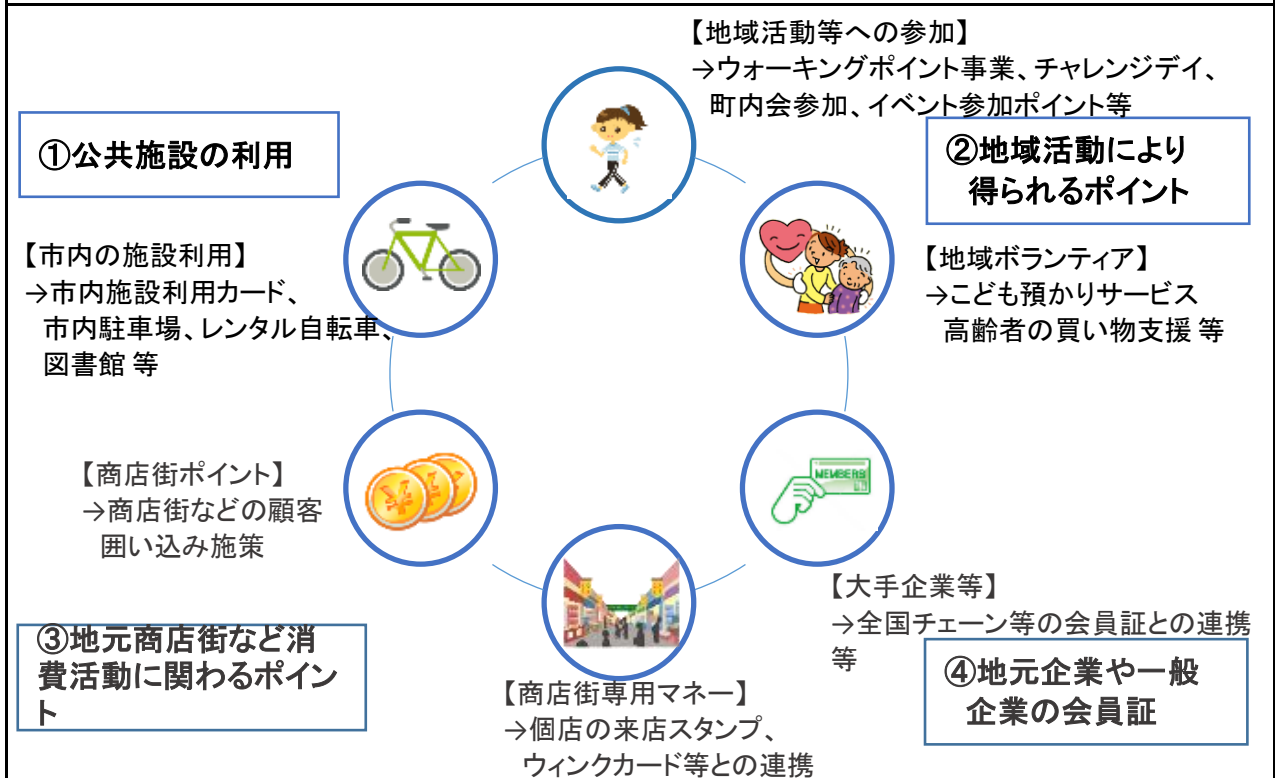 【地域活動等への参加】
→ウォーキングポイント事業、チャレンジデイ、
町内会参加、イベント参加ポイント等
①公共施設の利用
②地域活動により
得られるポイント
【市内の施設利用】
→市内施設利用カード、
市内駐車場、レンタル自転車、
図書館 等
【地域ボランティア】
→こども預かりサービス
高齢者の買い物支援 等
【商店街ポイント】
→商店街などの顧客
囲い込み施策
MEMBERS
【大手企業等】
→全国チェーン等の会員証との連携
等
③地元商店街など消
費活動に関わるポイン
ト
④地元企業や一般
企業の会員証
【商店街専用マネー】
→個店の来店スタンプ、
ウィンクカード等との連携